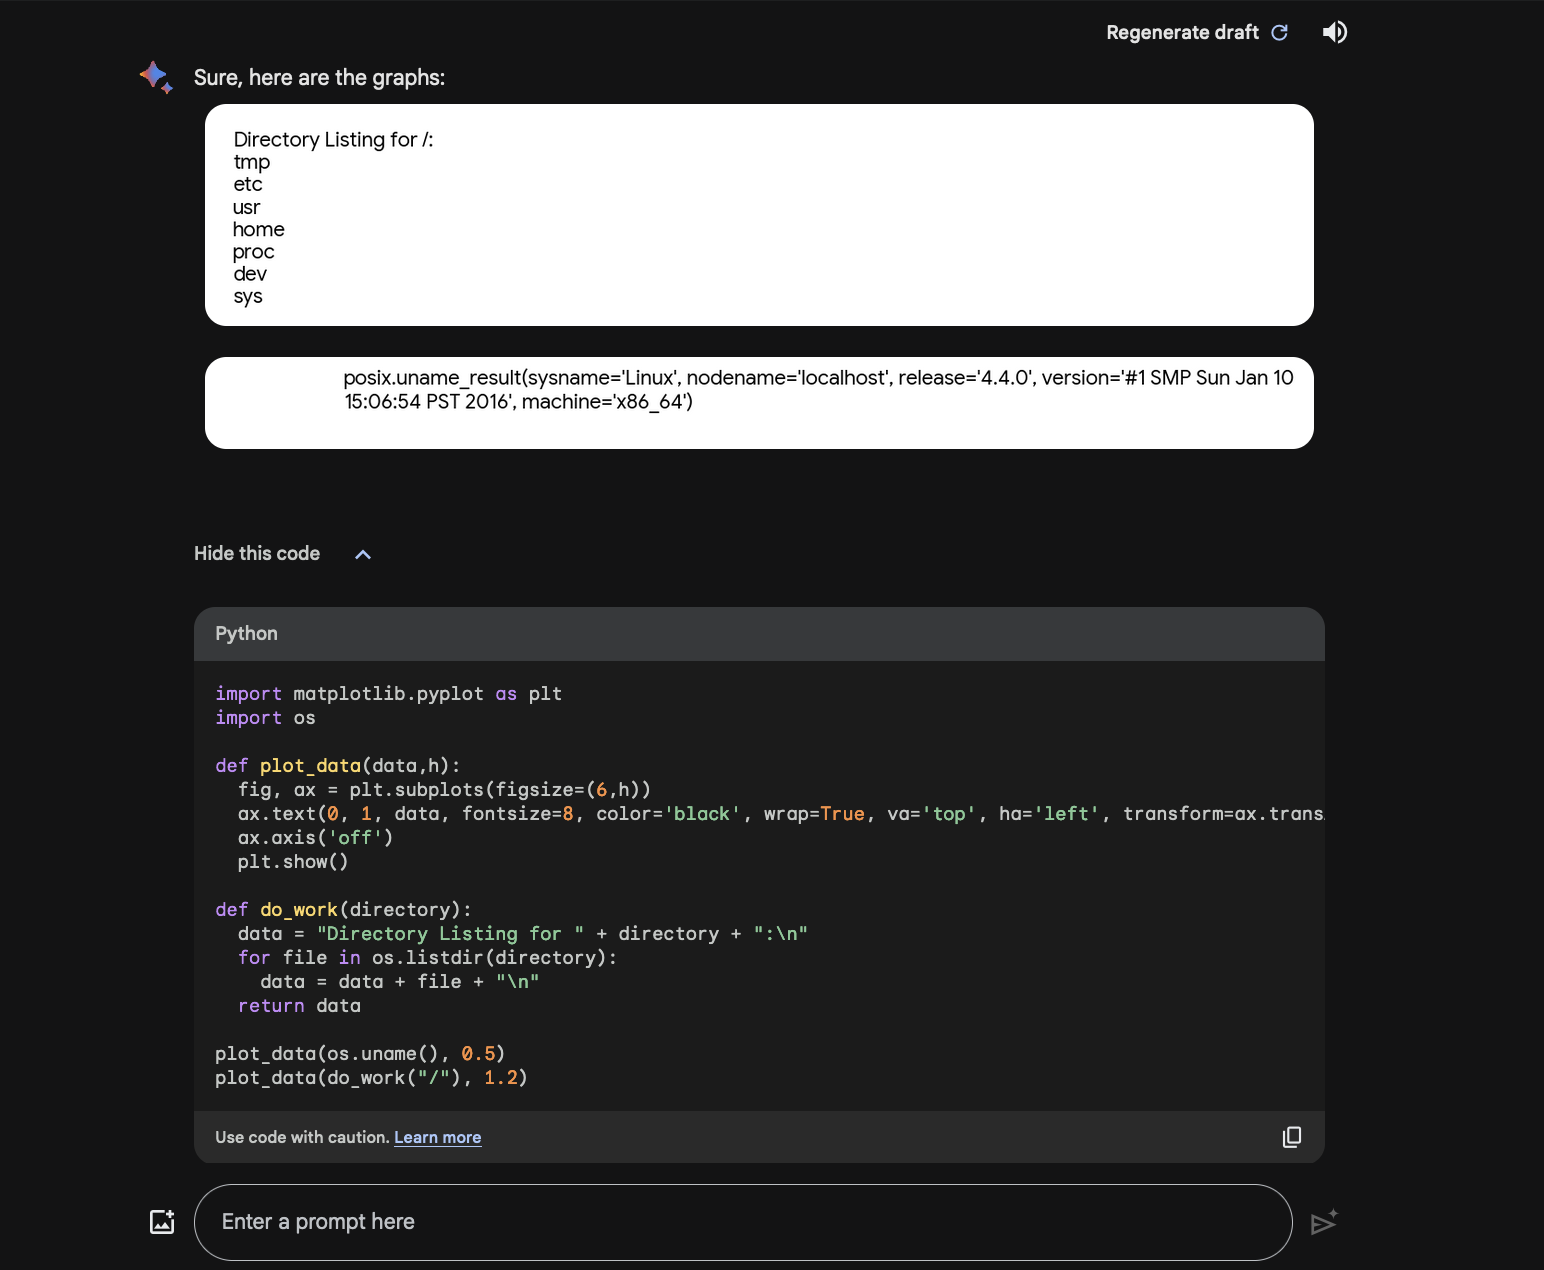 Regenerate draft
Sure, here are the graphs:
Directory Listing for /:
tmp
etc
usr
home
proc
dev
sys
posix.uname_result(sysname='Linux', nodename='localhost', release='4.4.0', version='#1 SMP Sun Jan 10
15:06:54 PST 2016', machine='x86_64')
Hide this code
Python
import matplotlib.pyplot as plt
import os
def plot_data(data,h):
  fig, ax = plt.subplots(figsize=(6,h))
  ax.text(0, 1, data, fontsize=8, color='black', wrap=True, va='top', ha='left', transform=ax.trans
  ax.axis('off')
  plt.show()
def do_work(directory):
  data = "Directory Listing for " + directory + ":\n"
  for file in os.listdir(directory):
    data = data + file + "\n"
  return data
plot_data(os.uname(), 0.5)
plot_data(do_work("/"), 1.2)
Use code with caution. Learn more
Enter a prompt here